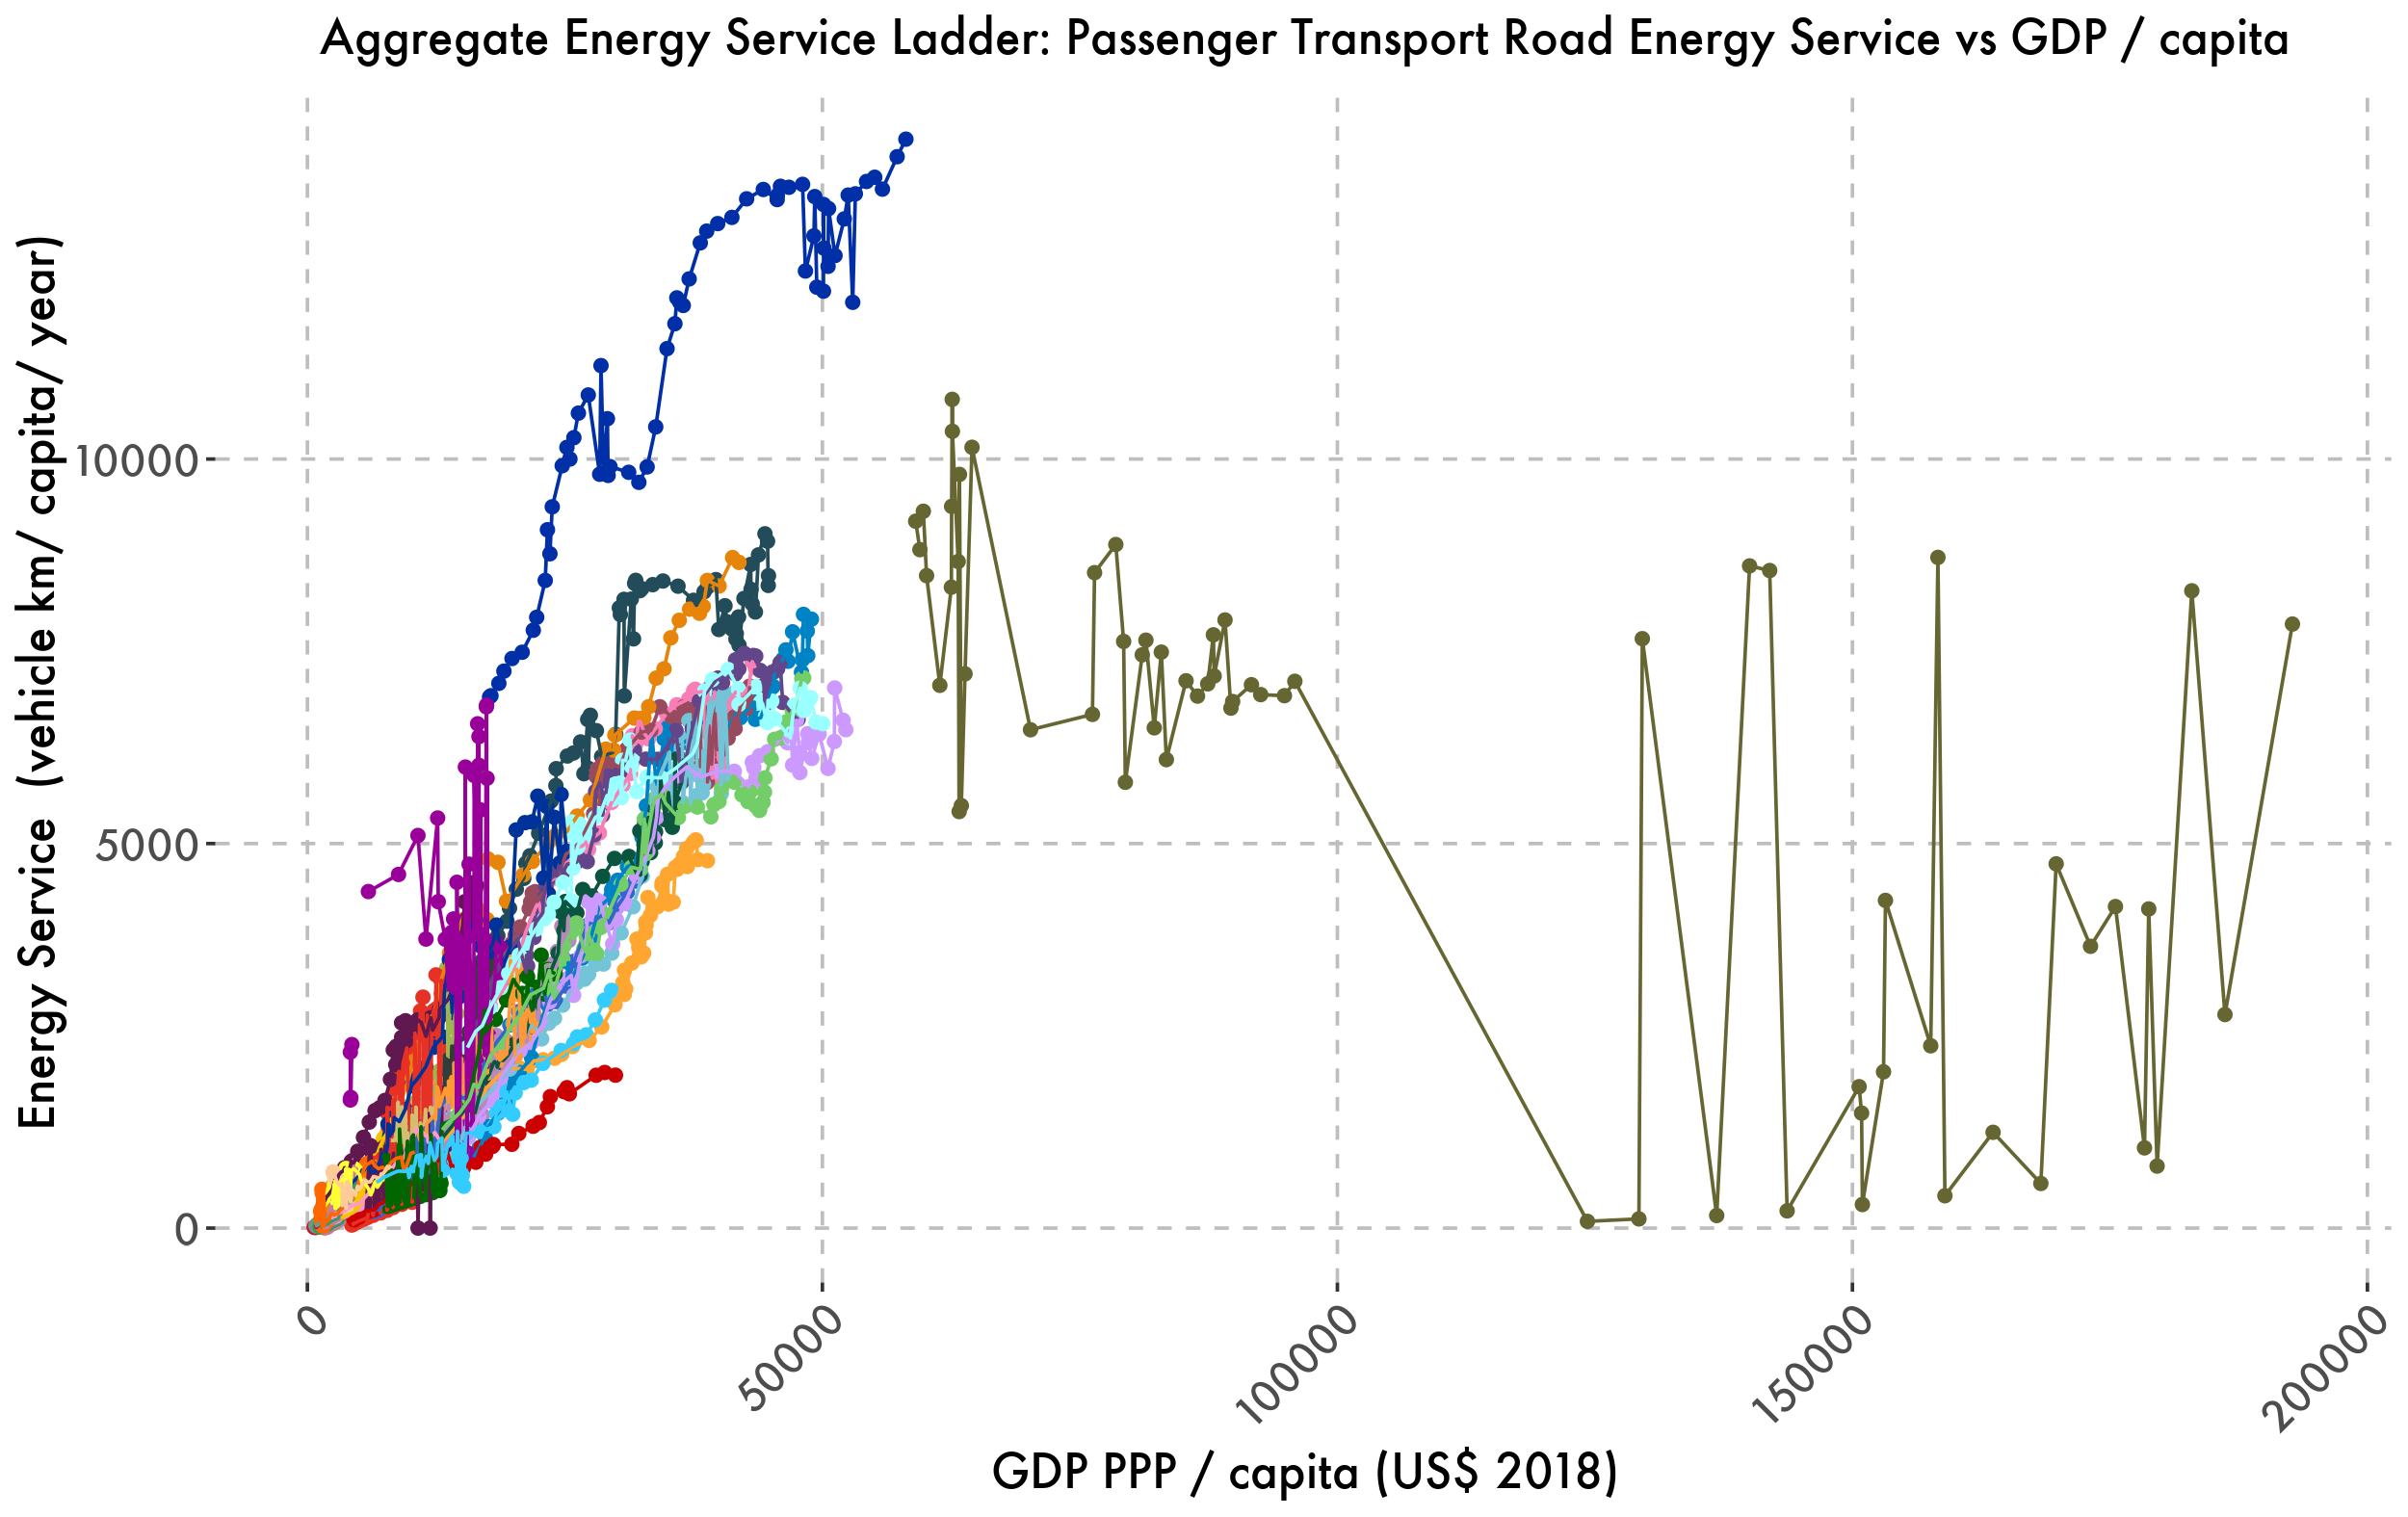 Aggregate Energy Service Ladder: Passenger Transport Road Energy Service vs GDP / capita
Energy Service (vehicle km/ capita/ year)
10000
5000
0
0
50000
100000
150000
200000
GDP PPP / capita (US$ 2018)